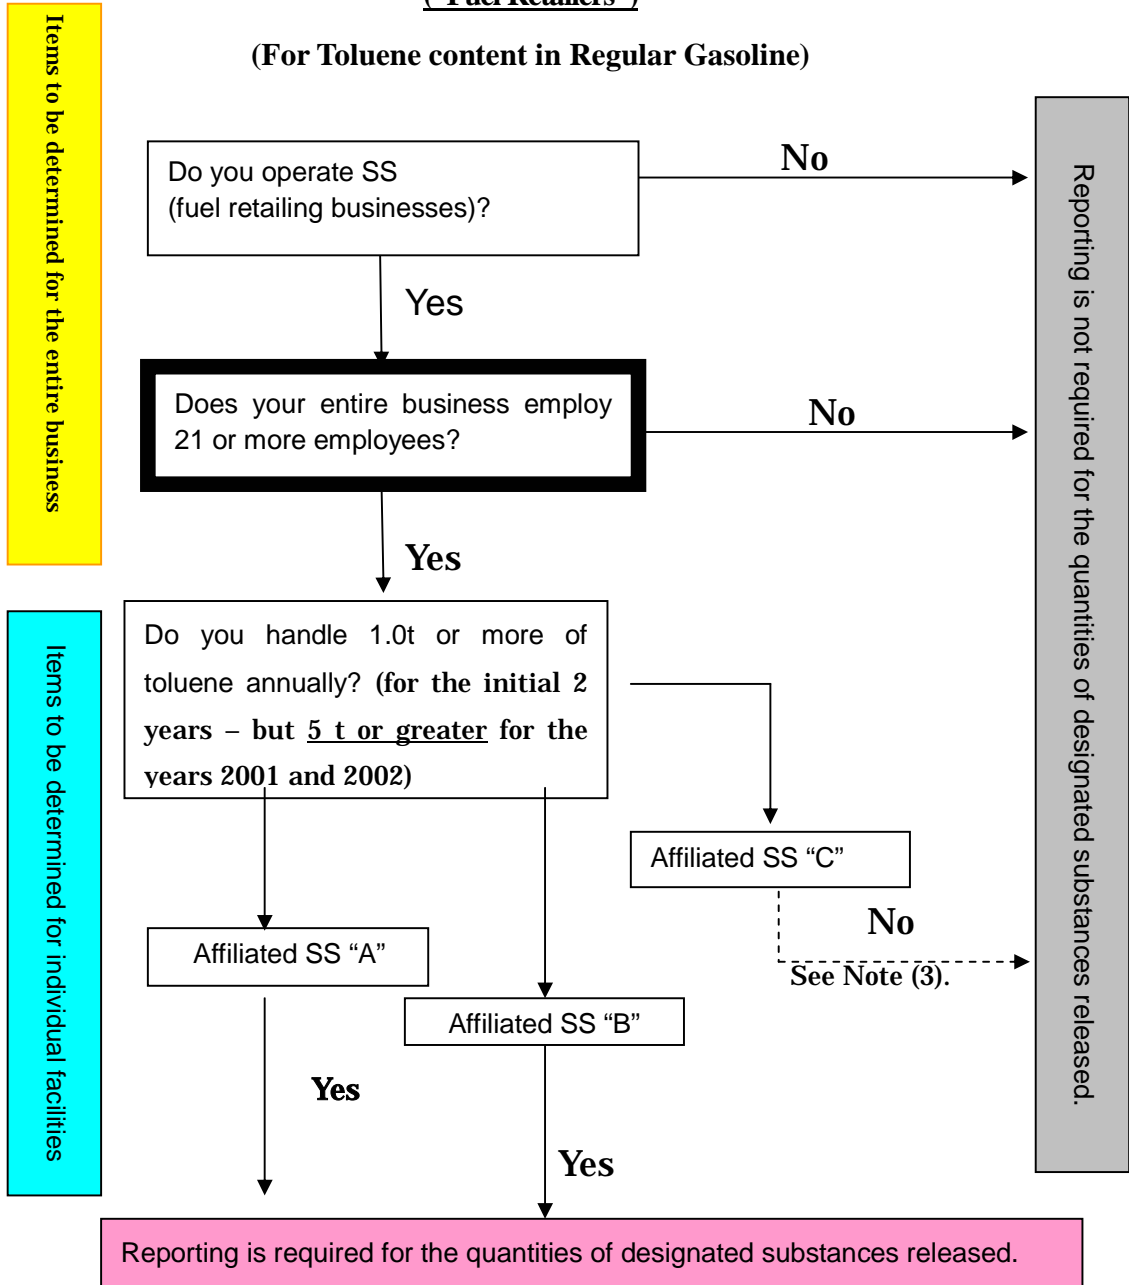 ("Fuel Retailers")
(For Toluene content in Regular Gasoline)
Items to be determined for the entire business
Do you operate SS
(fuel retailing businesses)?
No
Yes
Does your entire business employ
21 or more employees?
No
Yes
Reporting is not required for the quantities of designated substances released.
Items to be determined for individual facilities
Do you handle 1.0t or more of
toluene annually? (for the initial 2
years – but 5 t or greater for the
years 2001 and 2002)
Affiliated SS “C”
No
See Note (3).
Affiliated SS “A”
Affiliated SS “B”
Yes
Yes
Reporting is required for the quantities of designated substances released.